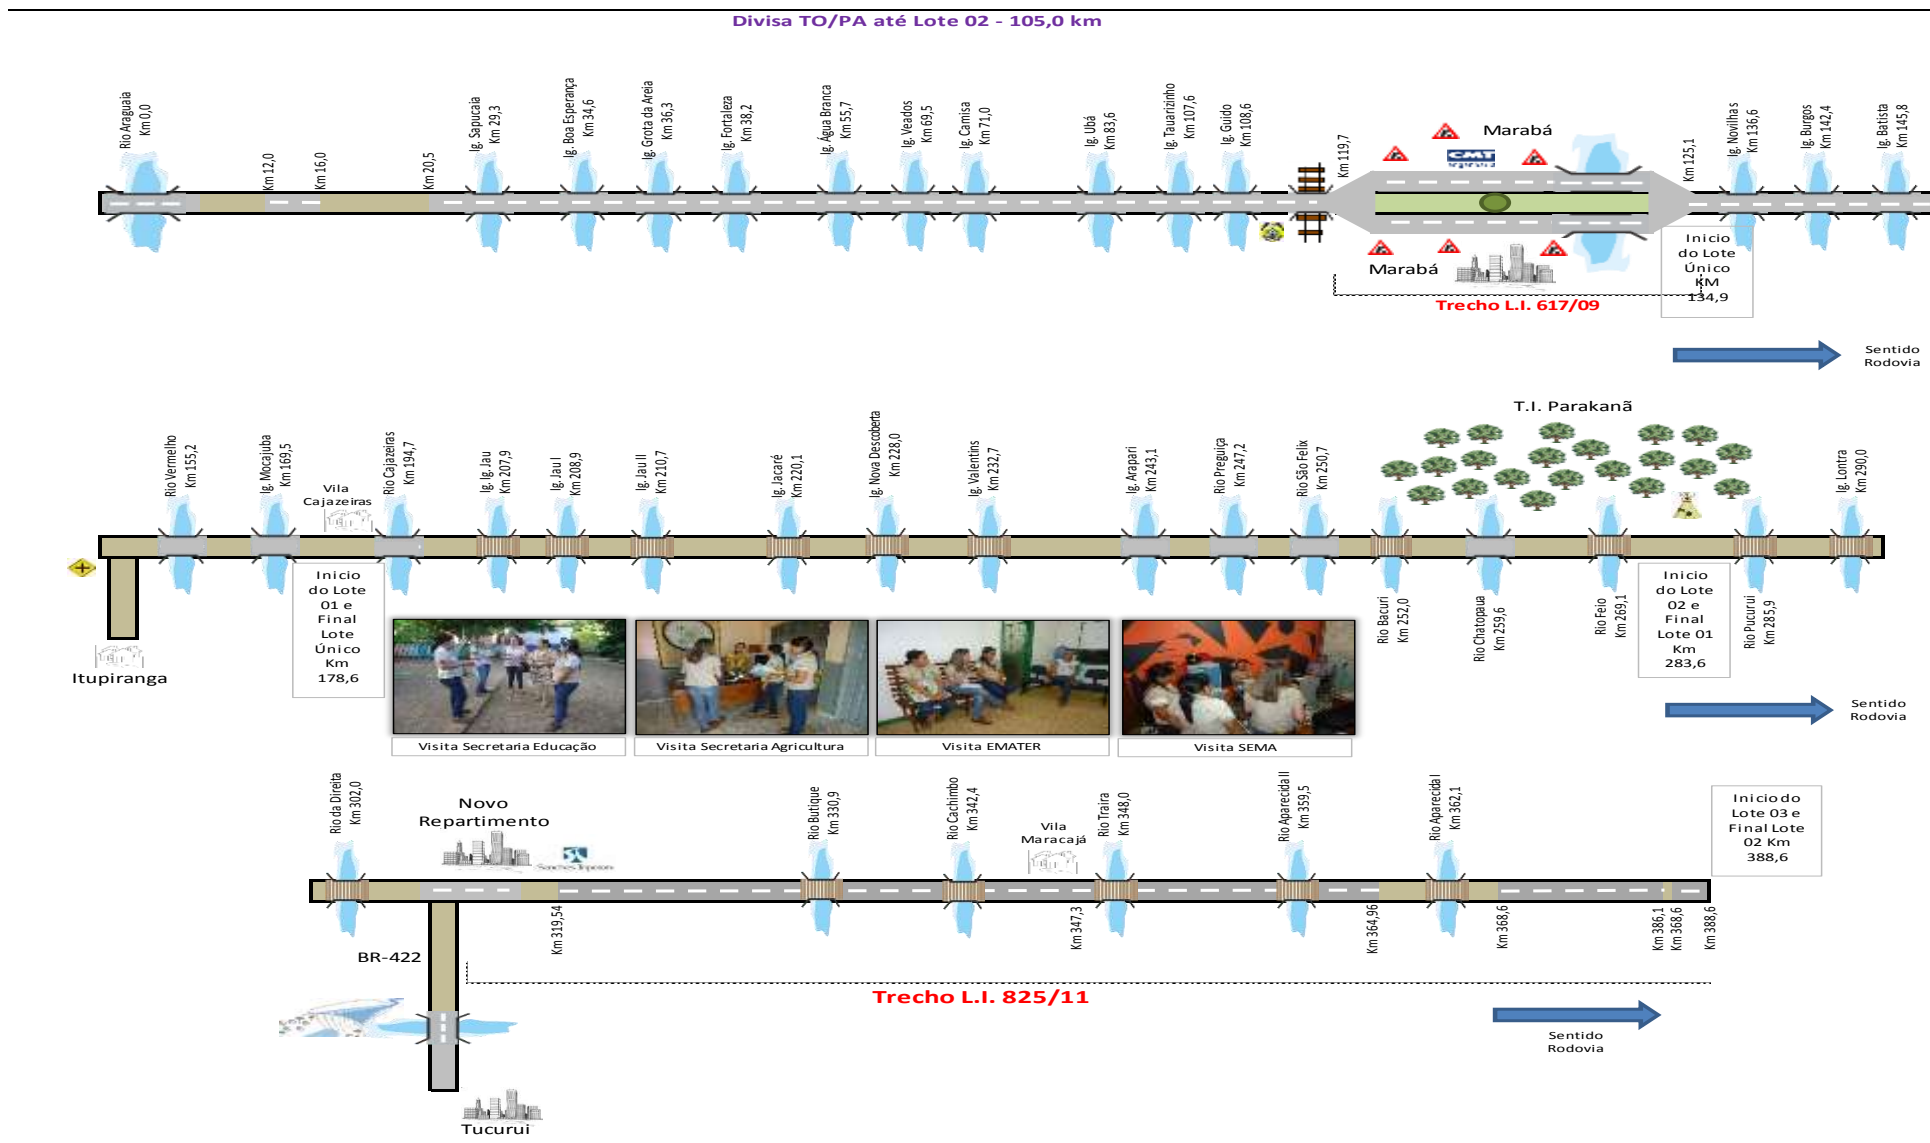 Divisa TO/PA até Lote 02 - 105,0 km
Rio Araguaia
Km 0,0
Km 12,0
Km 16,0
Km 20,5
Ig. Sapucaia
Km 29,3
Ig. Boa Esperança
Km 34,6
Ig. Grota da Areia
Km 36,3
Ig. Fortaleza
Km 38,2
Ig. Água Branca
Km 55,7
Ig. Veados
Km 69,5
Ig. Camisa
Km 71,0
Ig. Ubá
Km 83,6
Ig. Tauarizinho
Km 107,6
Ig. Guido
Km 108,6
Km 119,7
Marabá
CMT
Marabá
Km 125,1
Ig. Novilhas
Km 136,6
Ig. Burgos
Km 142,4
Ig. Batista
Km 145,8
Inicio
do Lote
Único
KM
134,9
Trecho L.I. 617/09
Sentido
Rodovia
T.I. Parakanã
Rio Vermelho
Km 155,2
Ig. Mocajuba
Km 169,5
Vila
Cajazeiras
Rio Cajazeiras
Km 194,7
Ig. Ig. Jau
Km 207,9
Ig. Jau I
Km 208,9
Ig. Jau II
Km 210,7
Ig. Jacaré
Km 220,1
Ig. Nova Descoberta
Km 228,0
Ig. Valentins
Km 232,7
Ig. Arapari
Km 243,1
Rio Preguiça
Km 247,2
Rio São Felix
Km 250,7
Rio Bacuri
Km 252,0
Rio Chatopaua
Km 259,6
Rio Feio
Km 269,1
Rio Pucurui
Km 285,9
Ig. Lontra
Km 290,0
Itupiranga
Inicio
do Lote
01 e
Final
Lote
Único
Km
178,6
Inicio
do Lote
02 e
Final
Lote 01
Km
283,6
Visita Secretaria Educação
Visita Secretaria Agricultura
Visita EMATER
Visita SEMA
Sentido
Rodovia
Rio da Direita
Km 302,0
Novo
Repartimento
Km 319,54
Rio Butique
Km 330,9
Rio Cachimbo
Km 342,4
Vila
Maracajá
Km 347,3
Rio Traira
Km 348,0
Rio Aparecida II
Km 359,5
Km 364,96
Rio Aparecida I
Km 362,1
Km 368,6
Km 386,1
Km 368,6
Km 388,6
Inicio do
Lote 03 e
Final Lote
02 Km
388,6
BR-422
Trecho L.I. 825/11
Sentido
Rodovia
Tucurui